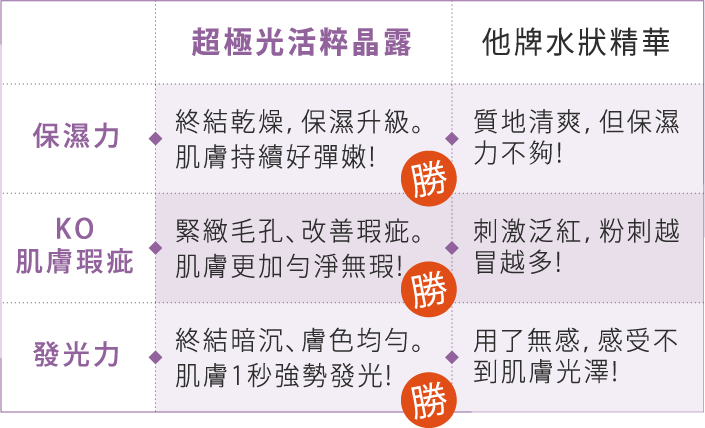 超極光活粹晶露
他牌水狀精華
保濕力
終結乾燥，保濕升級。
肌膚持續好彈嫩！
勝
質地清爽，但保濕
力不夠！
KO
肌膚瑕疵
緊緻毛孔、改善瑕疵。
肌膚更加勻淨無瑕！
勝
刺激泛紅，粉刺越
冒越多！
發光力
終結暗沉、膚色均勻。
肌膚1秒強勢發光！
勝
用了無感，感受不
到肌膚光澤！